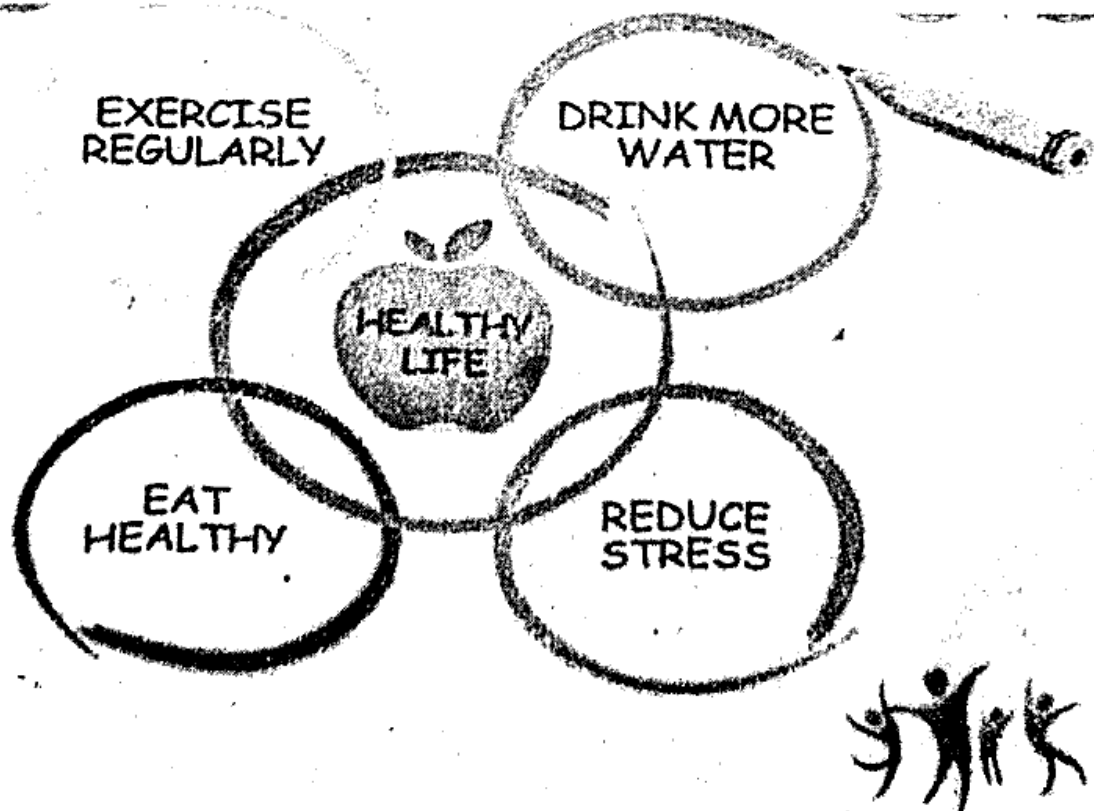 EXERCISE
REGULARLY
DRINK MORE
WATER
HEALTHY
LIFE
EAT
HEALTHY
REDUCE
STRESS